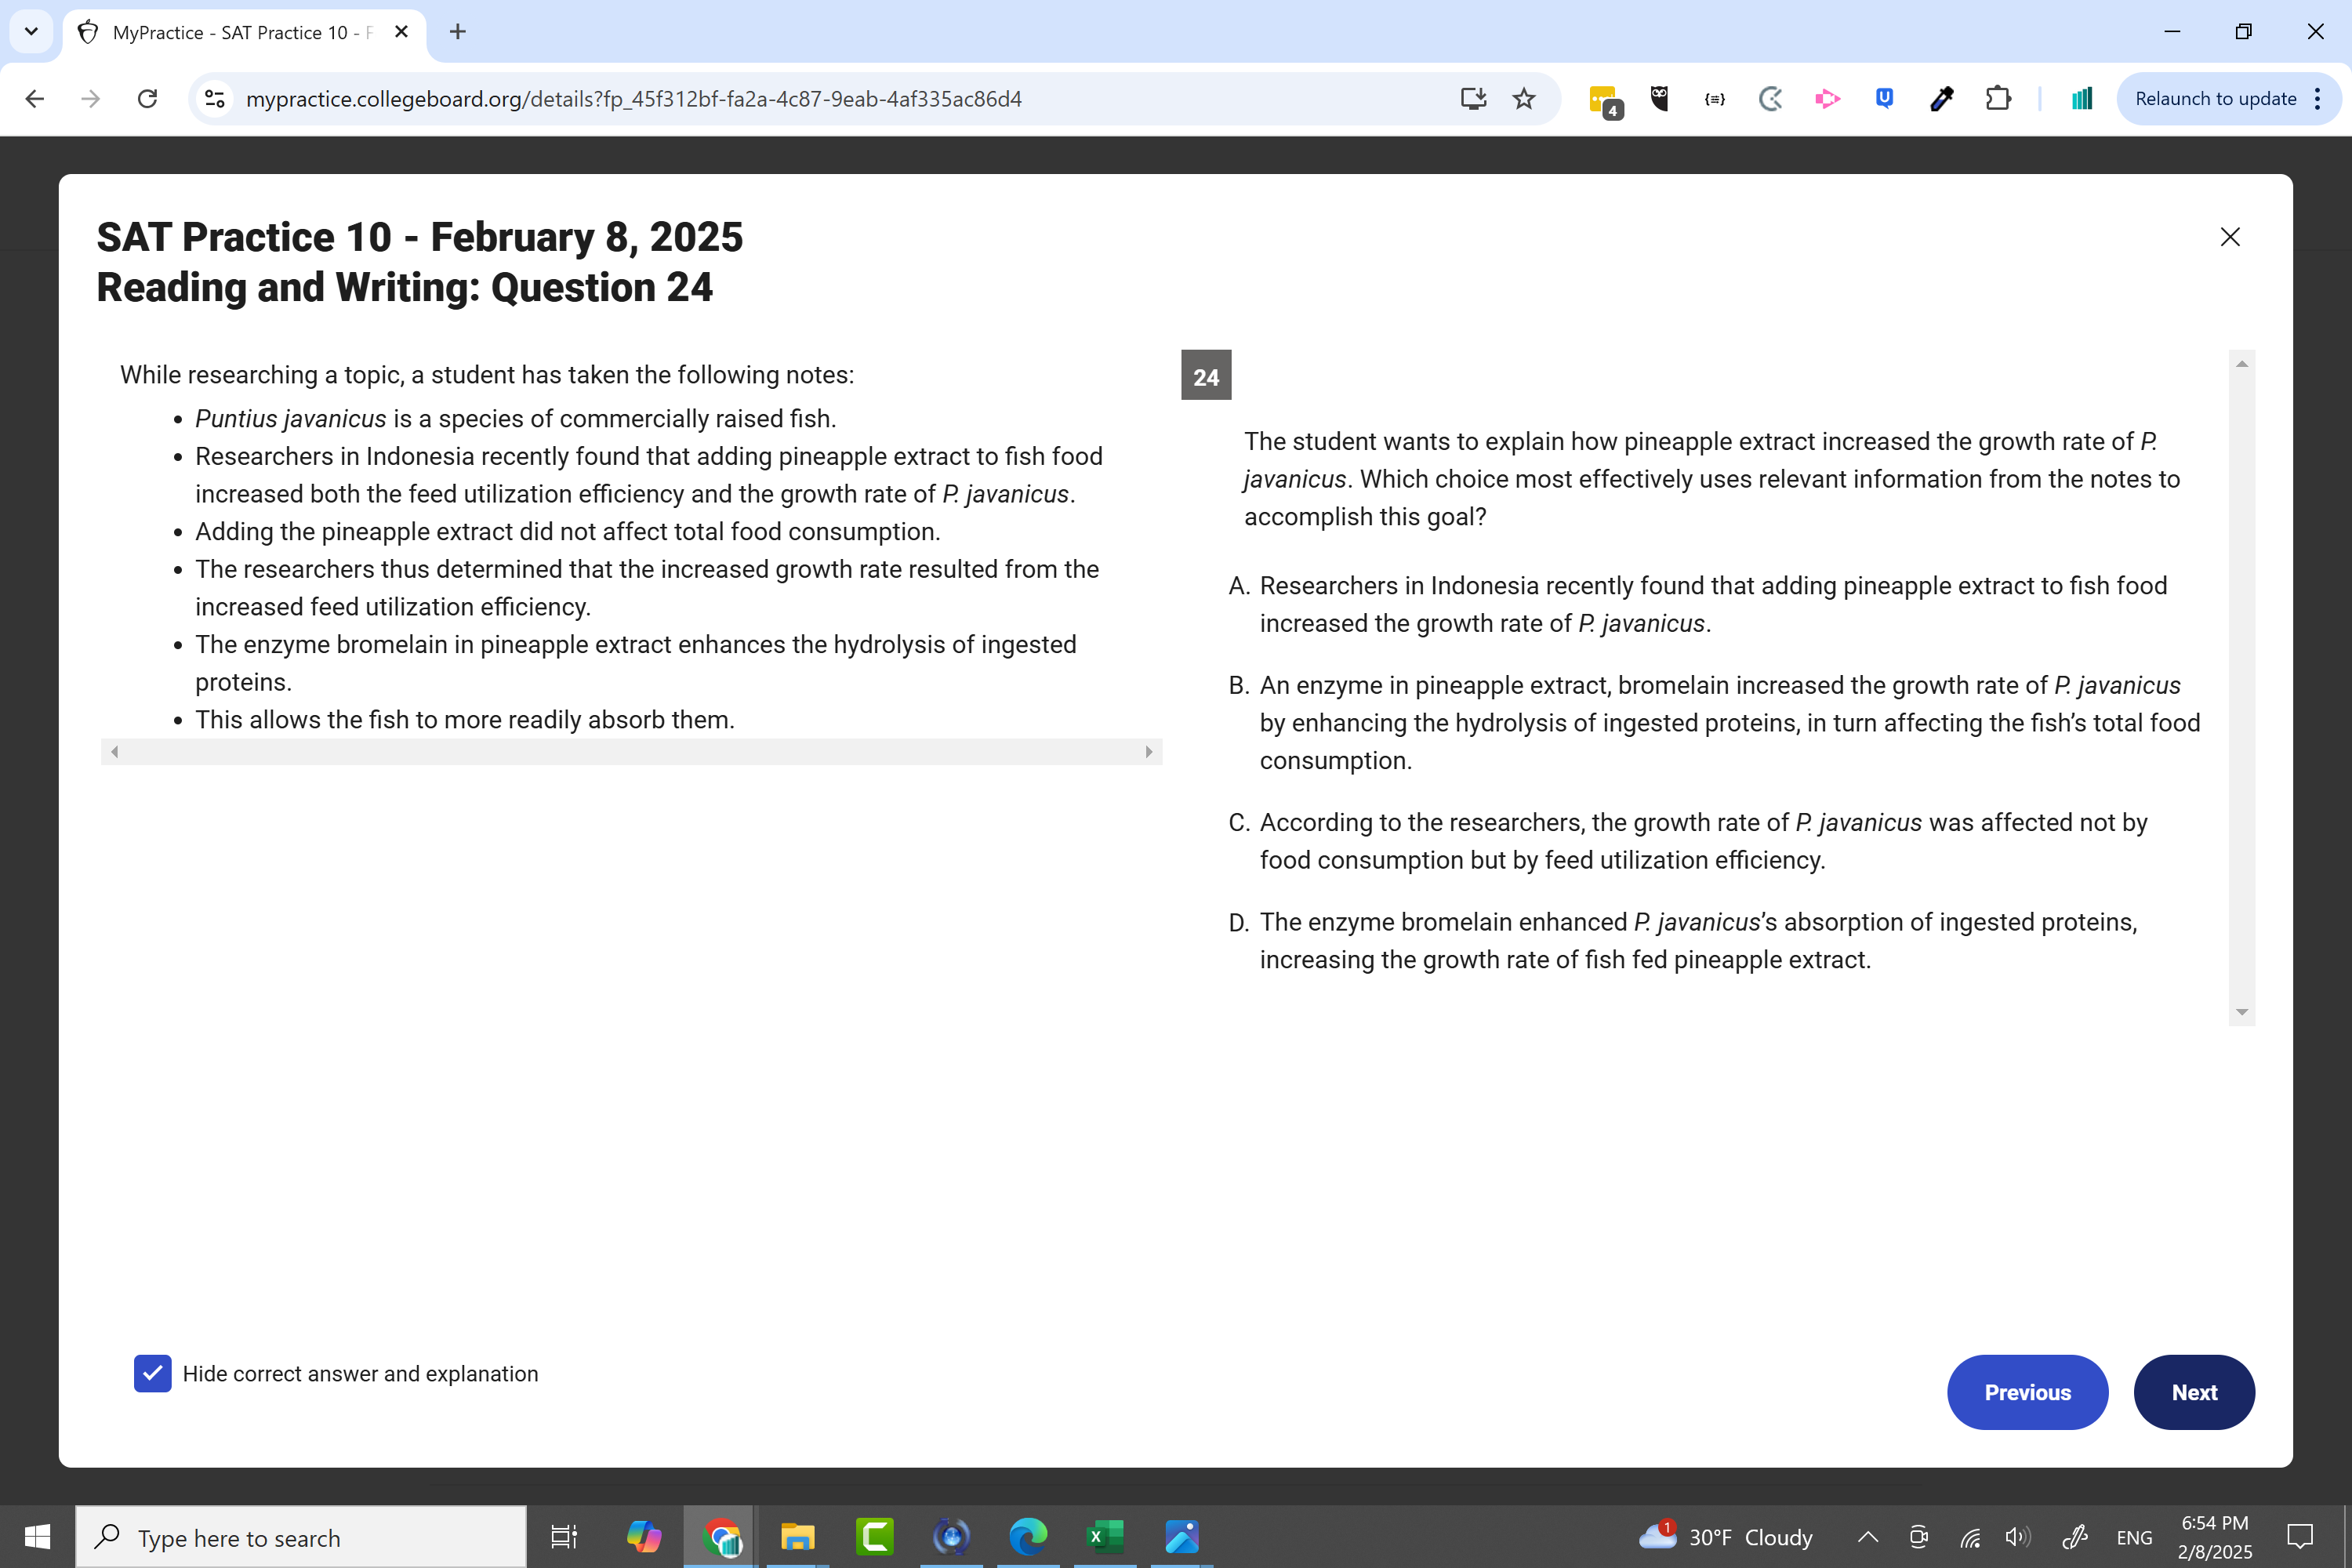 MyPractice - SAT Practice 10 - F
mypractice.collegeboard.org/details?fp_45f312bf-fa2a-4c87-9eab-4af335ac86d4
4
{≡}
U
Relaunch to update
SAT Practice 10 - February 8, 2025
Reading and Writing: Question 24
While researching a topic, a student has taken the following notes:
• Puntius javanicus is a species of commercially raised fish.
• Researchers in Indonesia recently found that adding pineapple extract to fish food
increased both the feed utilization efficiency and the growth rate of P. javanicus.
• Adding the pineapple extract did not affect total food consumption.
• The researchers thus determined that the increased growth rate resulted from the
increased feed utilization efficiency.
• The enzyme bromelain in pineapple extract enhances the hydrolysis of ingested
proteins.
• This allows the fish to more readily absorb them.
24
The student wants to explain how pineapple extract increased the growth rate of P.
javanicus. Which choice most effectively uses relevant information from the notes to
accomplish this goal?
A. Researchers in Indonesia recently found that adding pineapple extract to fish food
increased the growth rate of P. javanicus.
B. An enzyme in pineapple extract, bromelain increased the growth rate of P. javanicus
by enhancing the hydrolysis of ingested proteins, in turn affecting the fish's total food
consumption.
C. According to the researchers, the growth rate of P. javanicus was affected not by
food consumption but by feed utilization efficiency.
D. The enzyme bromelain enhanced P. javanicus's absorption of ingested proteins,
increasing the growth rate of fish fed pineapple extract.
Hide correct answer and explanation
Previous
Next
Type here to search
C
X
1
30°F Cloudy
ENG
6:54 PM
2/8/2025